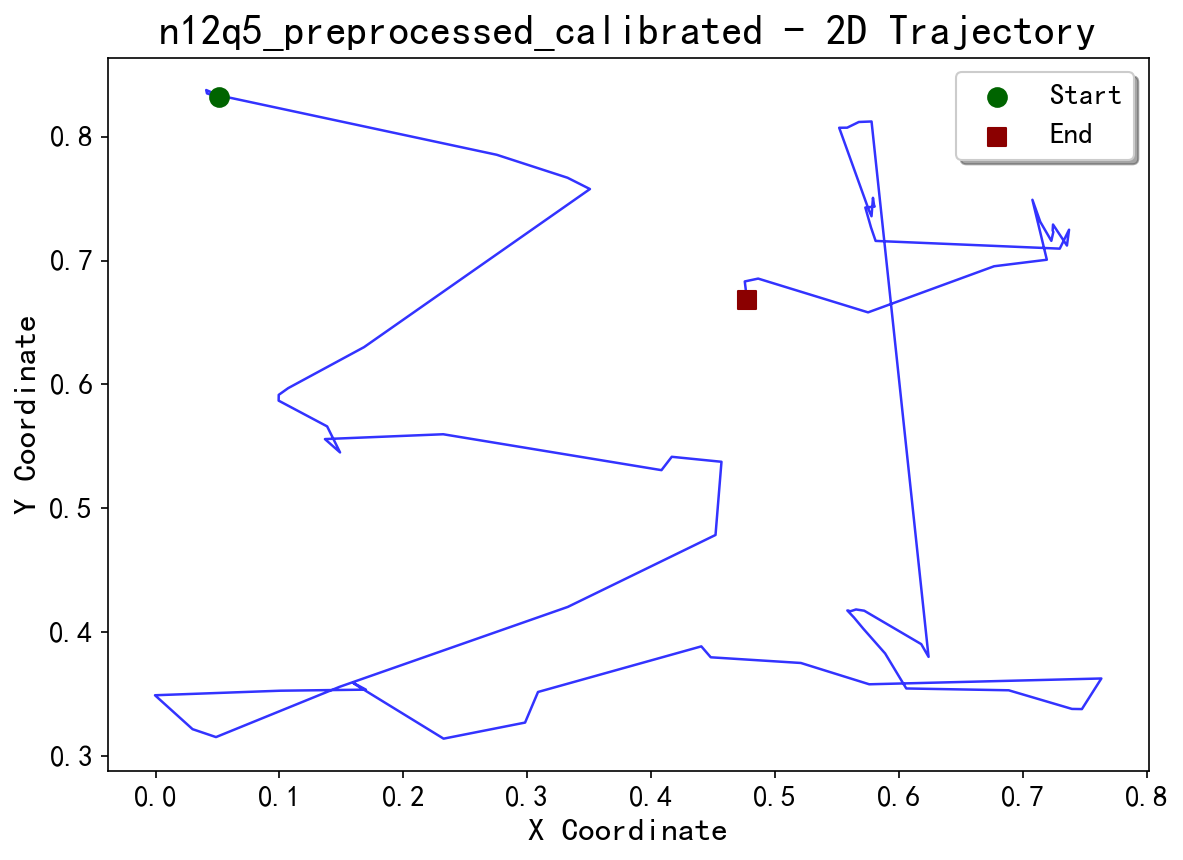 n12q5_preprocessed_calibrated - 2D Trajectory
Start
End
Y Coordinate
0.8
0.7
0.6
0.5
0.4
0.3
0.0 0.1 0.2 0.3 0.4 0.5 0.6 0.7 0.8
X Coordinate